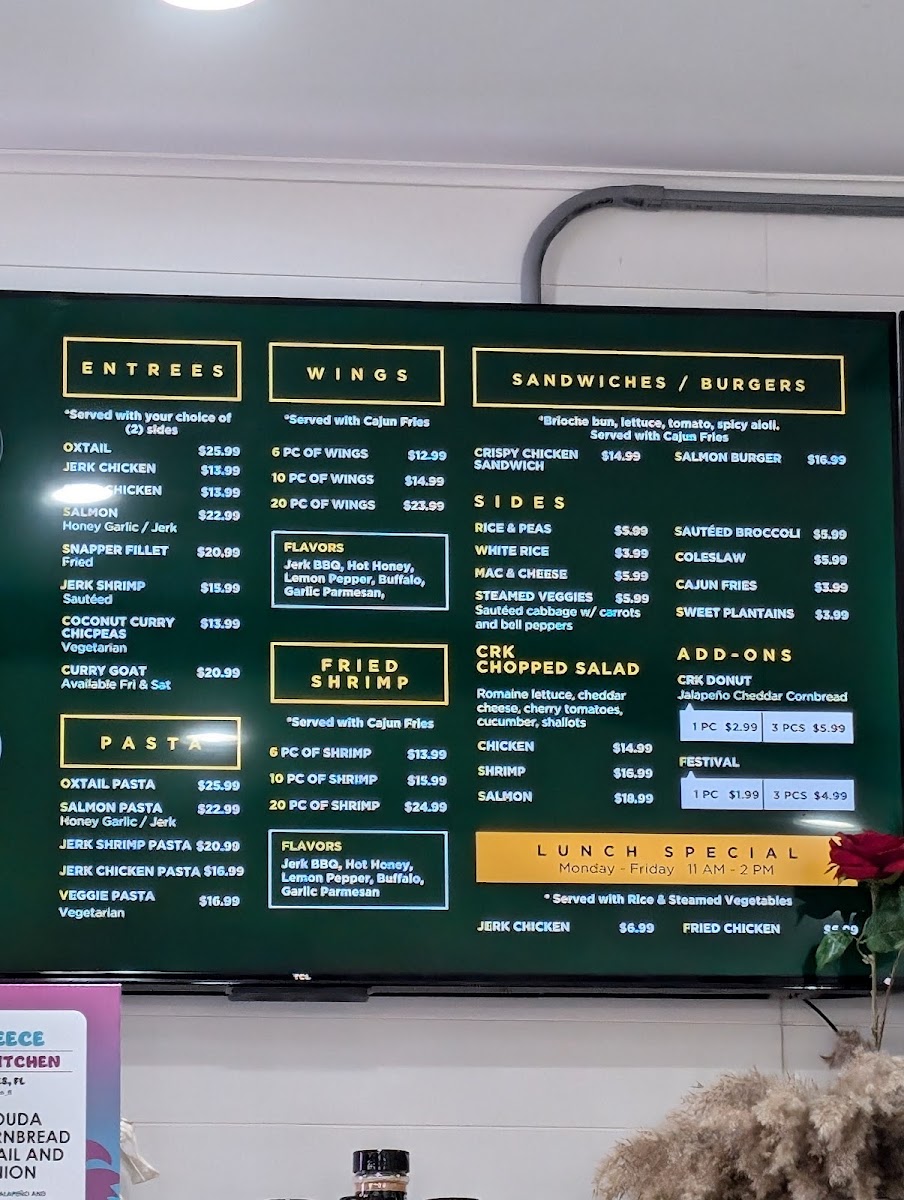 ENTREES
*Served with your choice of
(2) sides
OXTAIL $25.99
JERK CHICKEN $13.99
CHICKEN $13.99
SALMON $22.99
Honey Garlic / Jerk
SNAPPER FILLET $20.99
Fried
JERK SHRIMP $15.99
Sautéed
COCONUT CURRY $13.99
CHICPEAS
Vegetarian
CURRY GOAT $20.99
Available Fri & Sat
PASTA
OXTAIL PASTA $25.99
SALMON PASTA $22.99
Honey Garlic / Jerk
JERK SHRIMP PASTA $20.99
JERK CHICKEN PASTA $16.99
VEGGIE PASTA $16.99
Vegetarian
WINGS
*Served with Cajun Fries
6 PC OF WINGS $12.99
10 PC OF WINGS $14.99
20 PC OF WINGS $23.99
FLAVORS
Jerk BBQ, Hot Honey,
Lemon Pepper, Buffalo,
Garlic Parmesan,
FRIED
SHRIMP
*Served with Cajun Fries
6 PC OF SHRIMP $13.99
10 PC OF SHRIMP $15.99
20 PC OF SHRIMP $24.99
FLAVORS
Jerk BBQ, Hot Honey,
Lemon Pepper, Buffalo,
Garlic Parmesan
SANDWICHES / BURGERS
*Brioche bun, lettuce, tomato, spicy aioli.
Served with Cajun Fries
CRISPY CHICKEN $14.99
SANDWICH
SALMON BURGER $16.99
SIDES
RICE & PEAS $5.99
WHITE RICE $3.99
MAC & CHEESE $5.99
STEAMED VEGGIES $5.99
Sautéed cabbage w/ carrots
and bell peppers
SAUTÉED BROCCOLI $5.99
COLESLAW $5.99
CAJUN FRIES $3.99
SWEET PLANTAINS $3.99
CRK
CHOPPED SALAD
Romaine lettuce, cheddar
cheese, cherry tomatoes,
cucumber, shallots
CHICKEN $14.99
SHRIMP $16.99
SALMON $18.99
ADD-ONS
CRK DONUT
Jalapeño Cheddar Cornbread
1 PC $2.99 3 PCS $5.99
FESTIVAL
1 PC $1.99 3 PCS $4.99
LUNCH SPECIAL
Monday - Friday 11 AM - 2 PM
* Served with Rice & Steamed Vegetables
JERK CHICKEN $6.99 FRIED CHICKEN
TCL
EECE
ITCHEN
S, FL
OUDA
RNBREAD
AIL AND
NION
ALAPEÑO AND